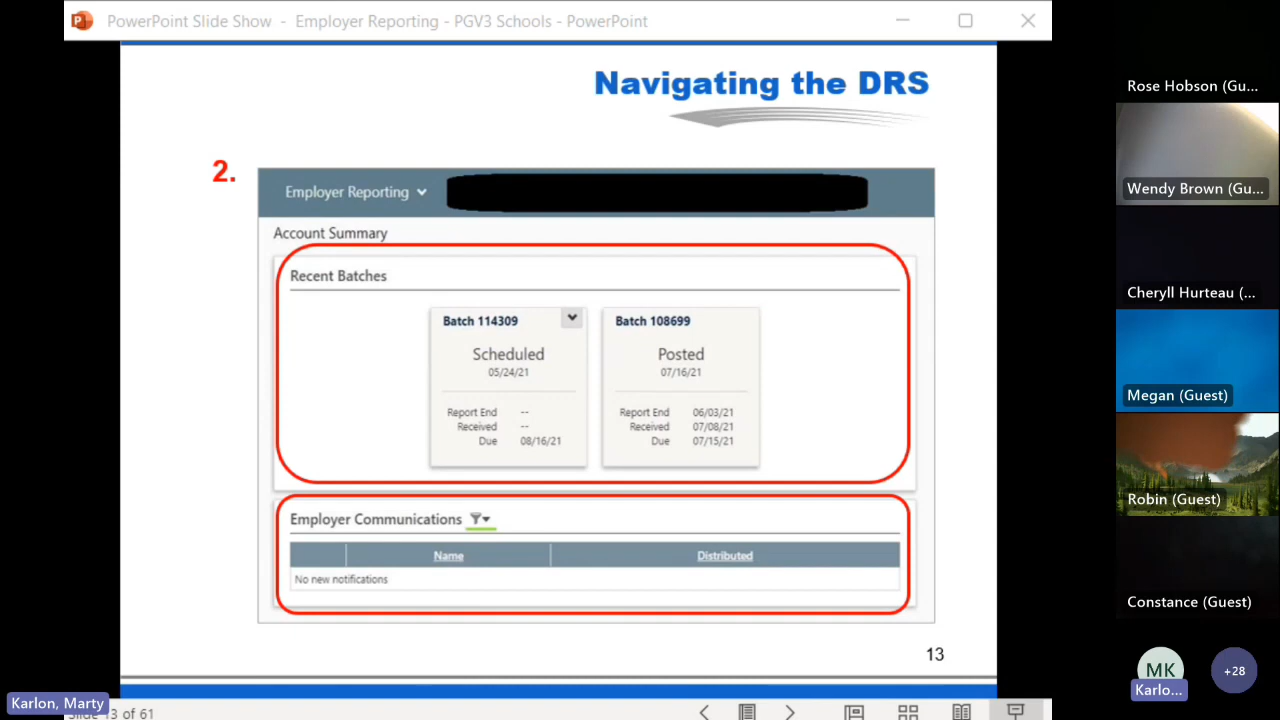 PowerPoint Slide Show - Employer Reporting - PGV3 Schools - PowerPoint
Navigating the DRS
2.
Employer Reporting
Account Summary
Recent Batches
Batch 114309
Scheduled
05/24/21
Report End --
Received --
Due 08/16/21
Batch 108699
Posted
07/16/21
Report End 06/03/21
Received 07/08/21
Due 07/15/21
Employer Communications
Name Distributed
No new notifications
13
Slide 13 of 61
Karlon, Marty
Rose Hobson (Gu...
Wendy Brown (Gu...
Cheryll Hurteau (...
Megan (Guest)
Robin (Guest)
Constance (Guest)
MK
Karlo...
+28